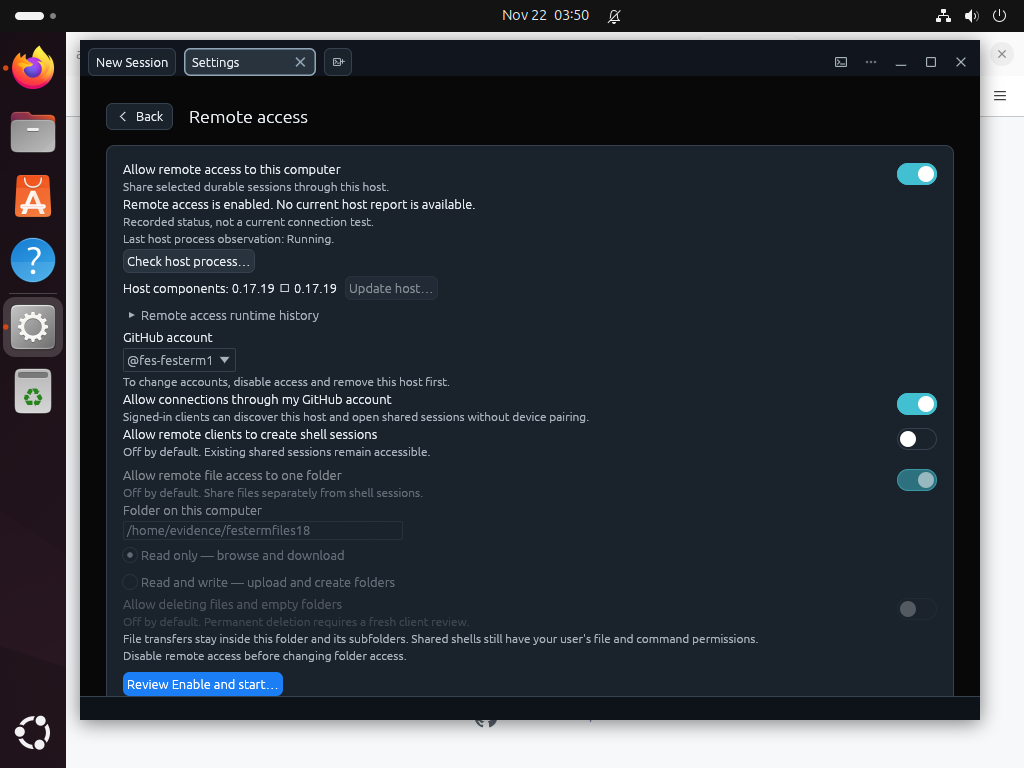 Nov 22 03:50
New Session
Settings
Back
Remote access
Allow remote access to this computer
Share selected durable sessions through this host.
Remote access is enabled. No current host report is available.
Recorded status, not a current connection test.
Last host process observation: Running.
Check host process...
Host components: 0.17.19 □ 0.17.19 Update host...
Remote access runtime history
GitHub account
@fes-festerm1
To change accounts, disable access and remove this host first.
Allow connections through my GitHub account
Signed-in clients can discover this host and open shared sessions without device pairing.
Allow remote clients to create shell sessions
Off by default. Existing shared sessions remain accessible.
Allow remote file access to one folder
Off by default. Share files separately from shell sessions.
Folder on this computer
/home/evidence/festermfiles18
Read only — browse and download
Read and write — upload and create folders
Allow deleting files and empty folders
Off by default. Permanent deletion requires a fresh client review.
File transfers stay inside this folder and its subfolders. Shared shells still have your user's file and command permissions.
Disable remote access before changing folder access.
Review Enable and start...